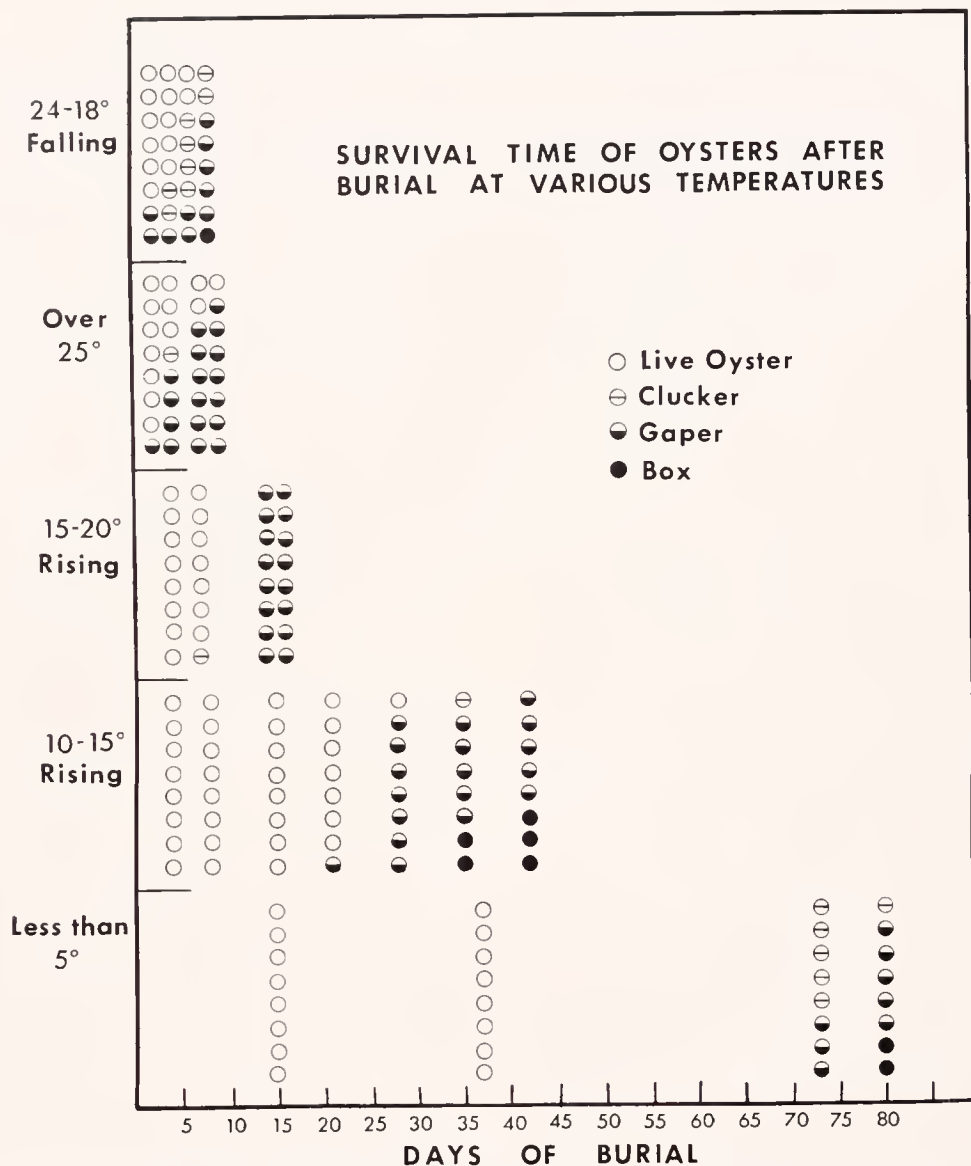 24-18°
Falling
SURVIVAL TIME OF OYSTERS AFTER
BURIAL AT VARIOUS TEMPERATURES
Over
25°
Live Oyster
Clucker
Gaper
Box
15-20°
Rising
10-15°
Rising
Less than
5°
5 10 15 20 25 30 35 40 45 50 55 60 65 70 75 80
DAYS OF BURIAL